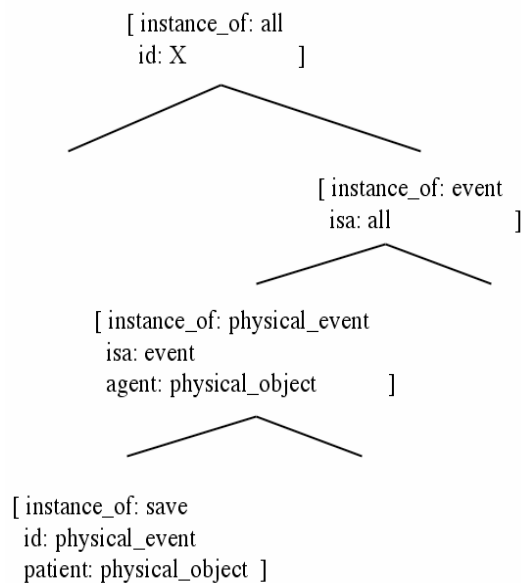 [ instance_of: all
id: X ]
[ instance_of: event
isa: all ]
[ instance_of: physical_event
isa: event
agent: physical_object ]
[ instance_of: save
id: physical_event
patient: physical_object ]